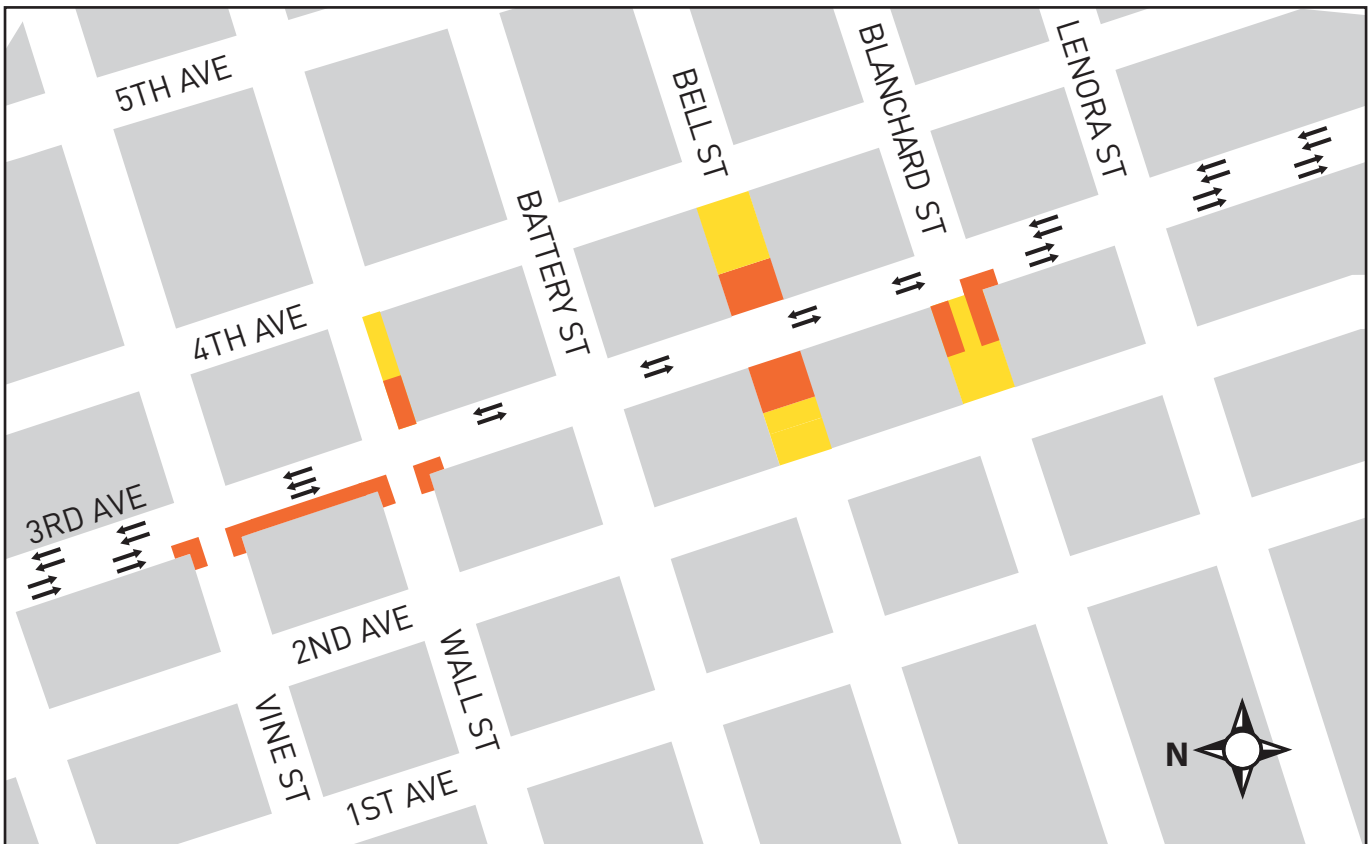 5TH AVE
BELL ST
BLANCHARD ST
LENORA ST
BATTERY ST
4TH AVE
3RD AVE
2ND AVE
WALL ST
VINE ST
1ST AVE
N